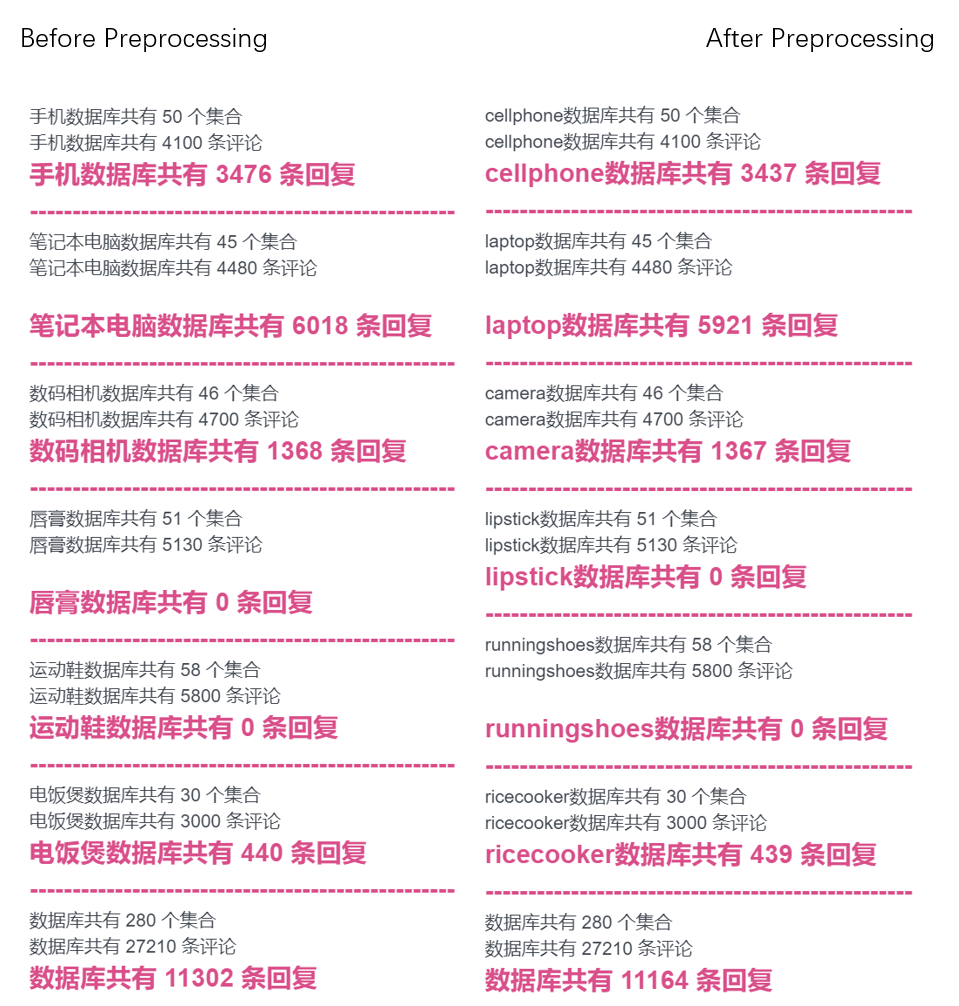 Before Preprocessing
手机数据库共有 50 个集合
手机数据库共有 4100 条评论
手机数据库共有 3476 条回复
--------------------------------------------------
笔记本电脑数据库共有 45 个集合
笔记本电脑数据库共有 4480 条评论
笔记本电脑数据库共有 6018 条回复
--------------------------------------------------
数码相机数据库共有 46 个集合
数码相机数据库共有 4700 条评论
数码相机数据库共有 1368 条回复
--------------------------------------------------
唇膏数据库共有 51 个集合
唇膏数据库共有 5130 条评论
唇膏数据库共有 0 条回复
--------------------------------------------------
运动鞋数据库共有 58 个集合
运动鞋数据库共有 5800 条评论
运动鞋数据库共有 0 条回复
--------------------------------------------------
电饭煲数据库共有 30 个集合
电饭煲数据库共有 3000 条评论
电饭煲数据库共有 440 条回复
--------------------------------------------------
数据库共有 280 个集合
数据库共有 27210 条评论
数据库共有 11302 条回复
After Preprocessing
cellphone数据库共有 50 个集合
cellphone数据库共有 4100 条评论
cellphone数据库共有 3437 条回复
--------------------------------------------------
laptop数据库共有 45 个集合
laptop数据库共有 4480 条评论
laptop数据库共有 5921 条回复
--------------------------------------------------
camera数据库共有 46 个集合
camera数据库共有 4700 条评论
camera数据库共有 1367 条回复
--------------------------------------------------
lipstick数据库共有 51 个集合
lipstick数据库共有 5130 条评论
lipstick数据库共有 0 条回复
--------------------------------------------------
runningshoes数据库共有 58 个集合
runningshoes数据库共有 5800 条评论
runningshoes数据库共有 0 条回复
--------------------------------------------------
ricecooker数据库共有 30 个集合
ricecooker数据库共有 3000 条评论
ricecooker数据库共有 439 条回复
--------------------------------------------------
数据库共有 280 个集合
数据库共有 27210 条评论
数据库共有 11164 条回复